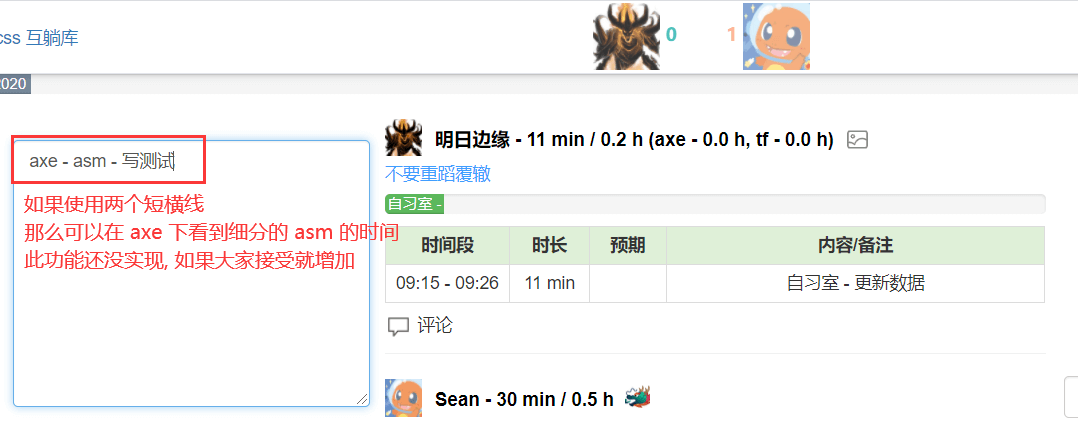 css 互躺库
0
1
2020
axe - asm - 写测试
如果使用两个短横线
那么可以在 axe 下看到细分的 asm 的时间
此功能还没实现, 如果大家接受就增加
明日边缘 - 11 min / 0.2 h (axe - 0.0 h, tf - 0.0 h)
不要重蹈覆辙
自习室 -
时间段 时长 预期 内容/备注
09:15 - 09:26 11 min 自习室 - 更新数据
评论
Sean - 30 min / 0.5 h